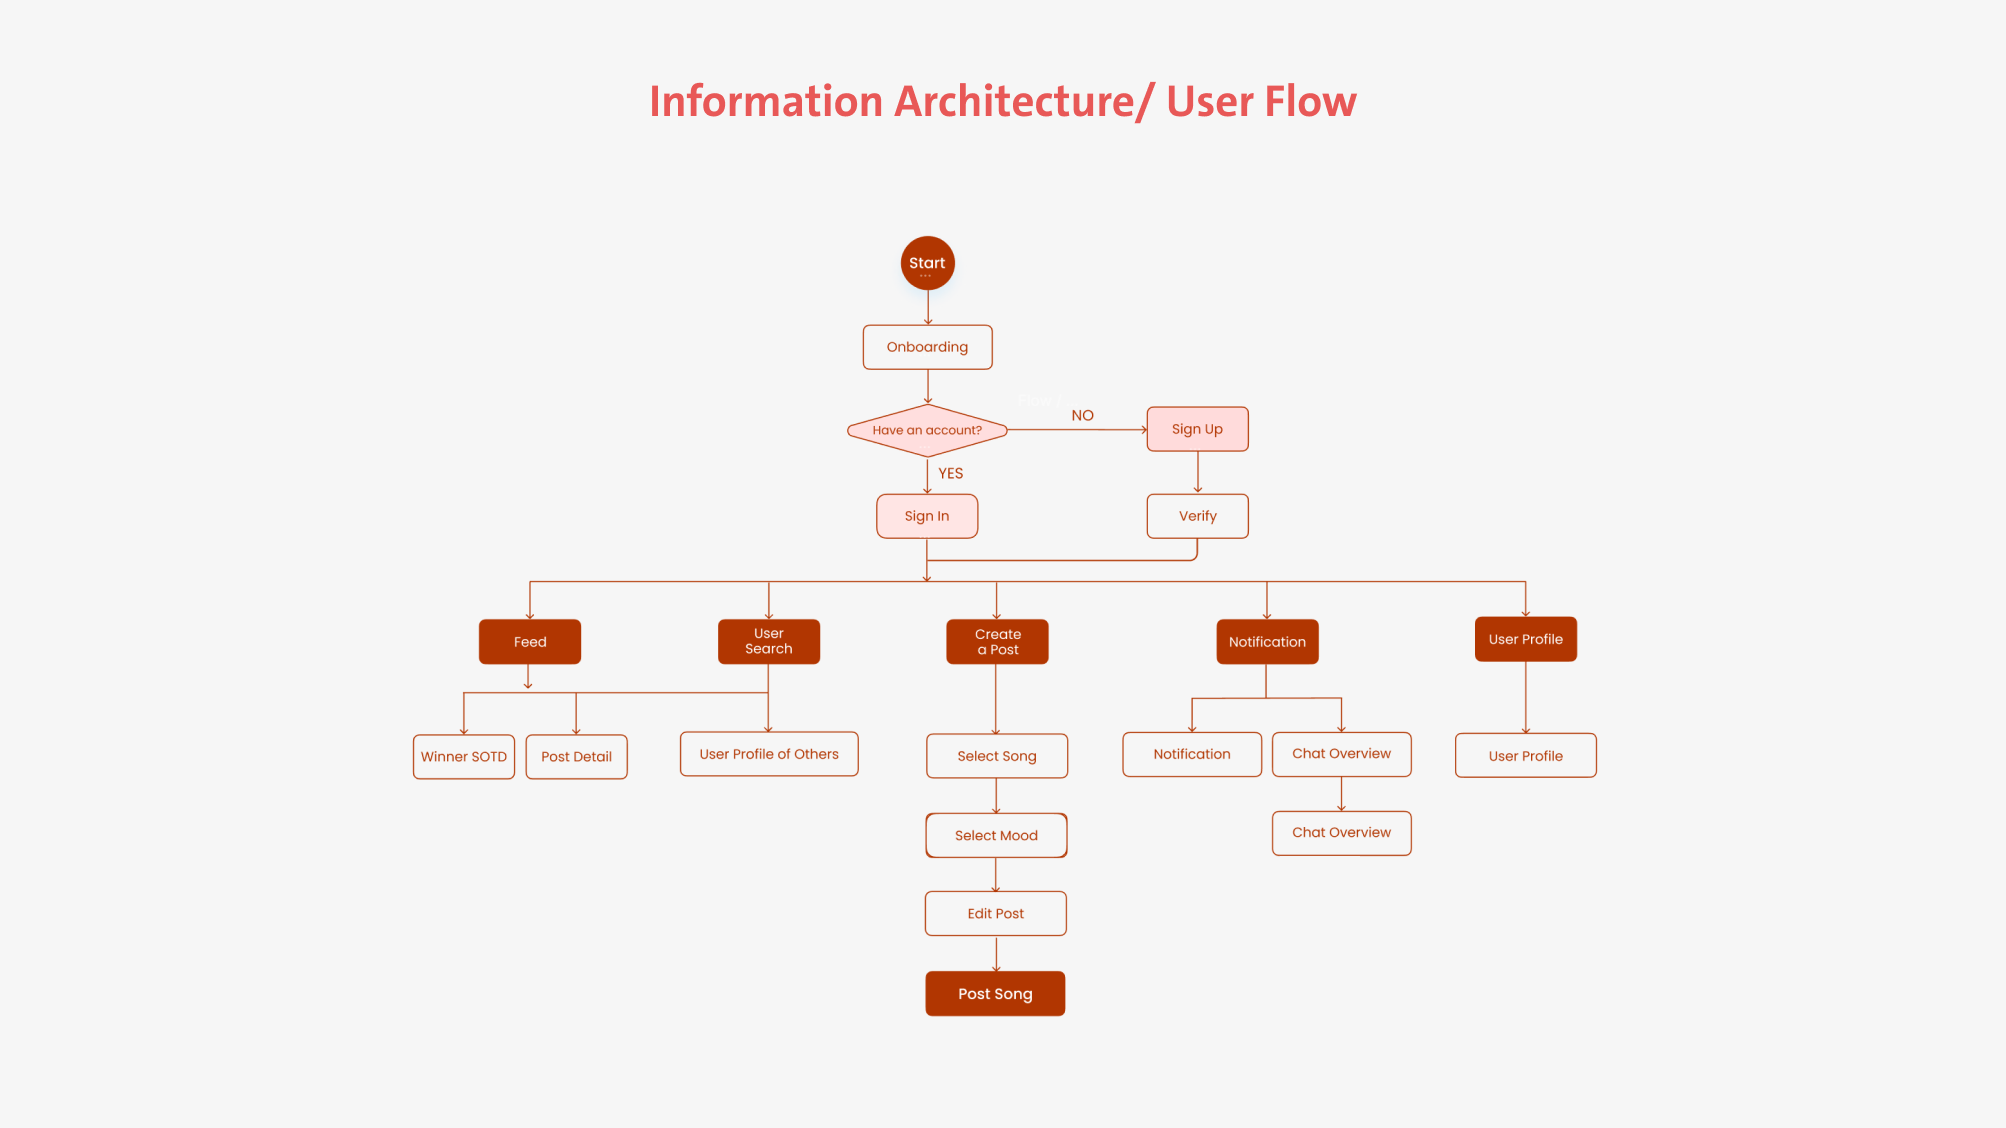 Information Architecture/ User Flow
Start
Onboarding
Have an account?
NO
Sign Up
YES
Sign In
Verify
Feed
User
Search
Create
a Post
Notification
User Profile
Winner SOTD
Post Detail
User Profile of Others
Select Song
Notification
Chat Overview
User Profile
Select Mood
Chat Overview
Edit Post
Post Song